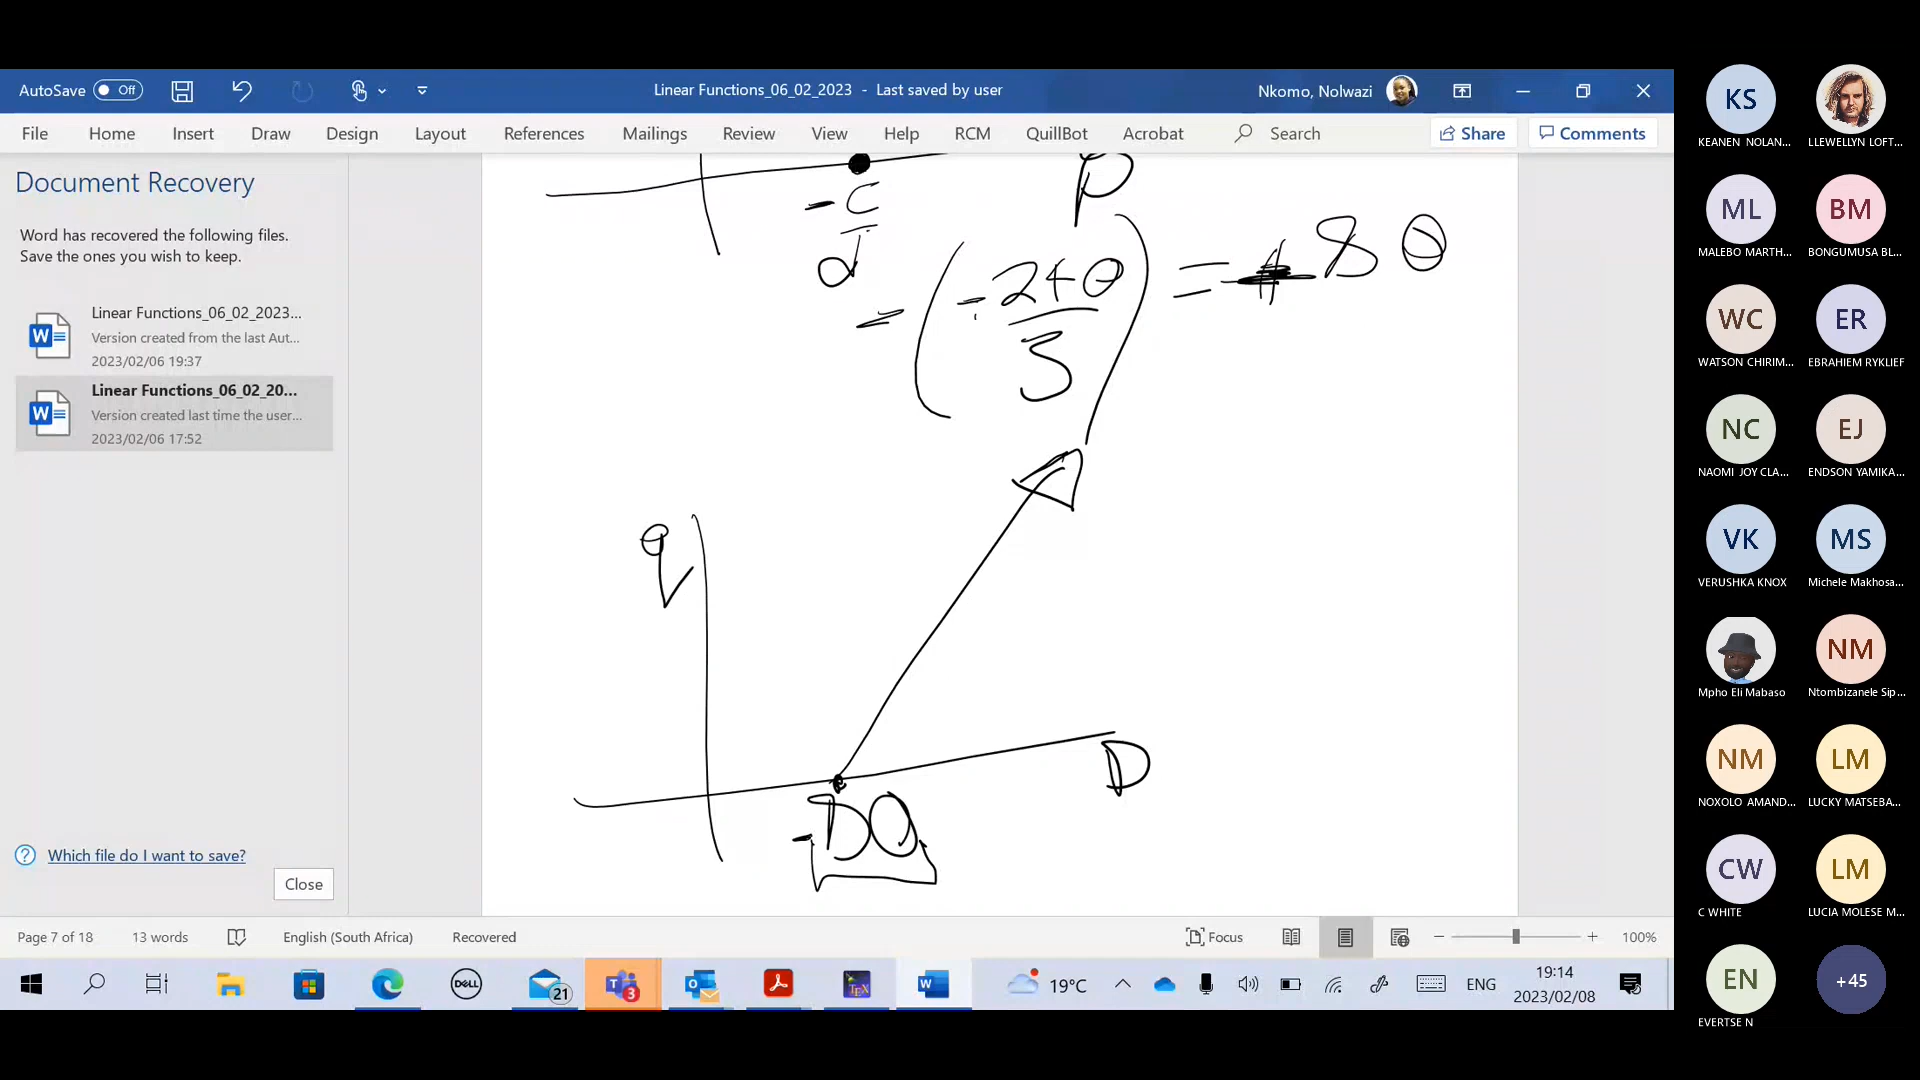 AutoSave Off
Linear Functions_06_02_2023 - Last saved by user
Nkomo, Nolwazi
File Home Insert Draw Design Layout References Mailings Review View Help RCM QuillBot Acrobat Search Share Comments
Document Recovery
Word has recovered the following files.
Save the ones you wish to keep.
Linear Functions_06_02_2023...
Version created from the last Aut...
2023/02/06 19:37
Linear Functions_06_02_20...
Version created last time the user...
2023/02/06 17:52
Which file do I want to save?
Close
P
-c
d
= -(-240
3) = 80
q
D
-D0
Page 7 of 18 13 words English (South Africa) Recovered Focus 100%
DELL
21
3
TEX
19°C
ENG
19:14
2023/02/08
KS
KEANEN NOLAN...
LLEWELLYN LOFT...
ML
MALEBO MARTH...
BM
BONGUMUSA BL...
WC
WATSON CHIRIM...
ER
EBRAHIEM RYKLIEF
NC
NAOMI JOY CLA...
EJ
ENDSON YAMIKA...
VK
VERUSHKA KNOX
MS
Michele Makhosa...
Mpho Eli Mabaso
NM
Ntombizanele Sip...
NM
NOXOLO AMAND...
LM
LUCKY MATSEBA...
CW
C WHITE
LM
LUCIA MOLESE M...
EN
EVERTSE N
+45